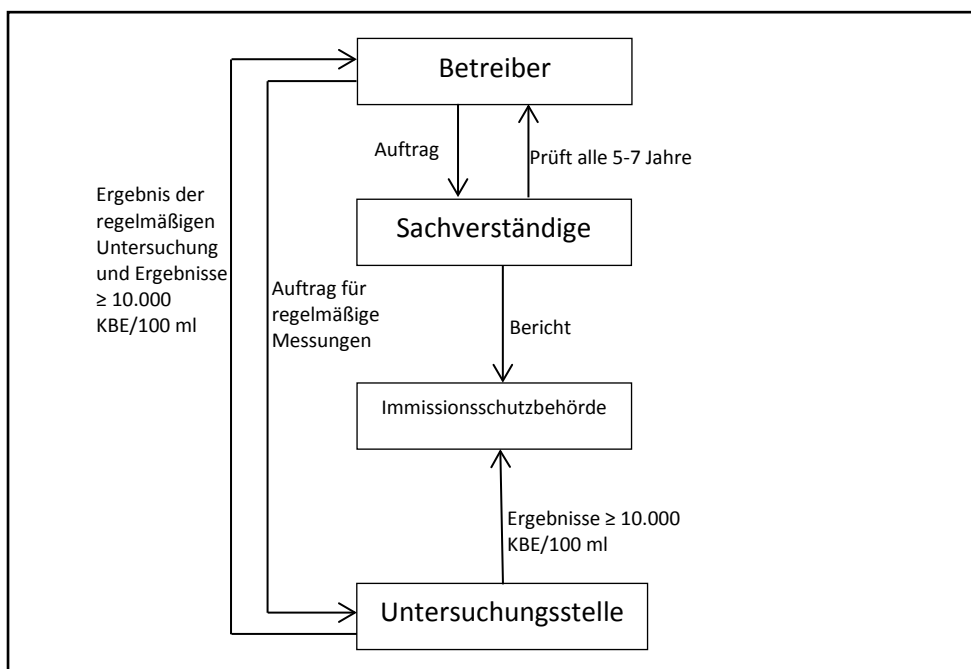 Betreiber
Auftrag
Prüft alle 5-7 Jahre
Ergebnis der
regelmäßigen
Untersuchung
und Ergebnisse
≥ 10.000
KBE/100 ml
Sachverständige
Auftrag für
regelmäßige
Messungen
Bericht
Immissionsschutzbehörde
Ergebnisse ≥ 10.000
KBE/100 ml
Untersuchungsstelle